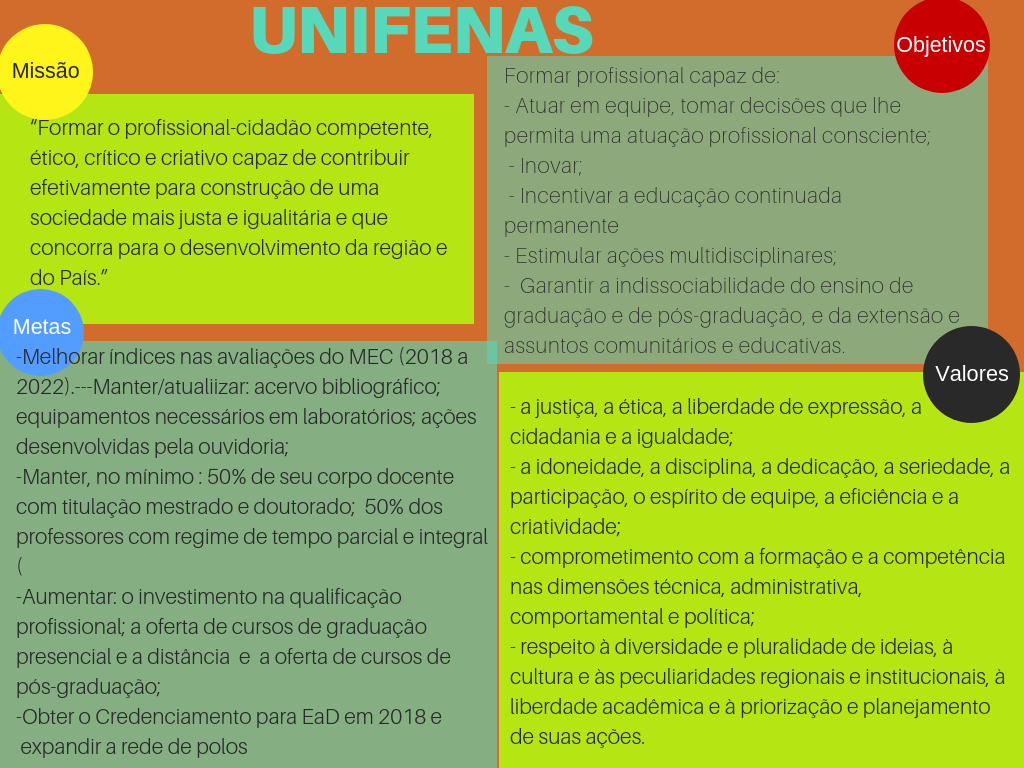 UNIFENAS
Missão
“Formar o profissional-cidadão competente,
ético, crítico e criativo capaz de contribuir
efetivamente para construção de uma
sociedade mais justa e igualitária e que
concorra para o desenvolvimento da região e
do País.”
Objetivos
Formar profissional capaz de:
- Atuar em equipe, tomar decisões que lhe
permita uma atuação profissional consciente;
- Inovar;
- Incentivar a educação continuada
permanente
- Estimular ações multidisciplinares;
-  Garantir a indissociabilidade do ensino de
graduação e de pós-graduação, e da extensão e
assuntos comunitários e educativas.
Metas
-Melhorar índices nas avaliações do MEC (2018 a
2022).---Manter/atualiizar: acervo bibliográfico;
equipamentos necessários em laboratórios; ações
desenvolvidas pela ouvidoria;
-Manter, no mínimo : 50% de seu corpo docente
com titulação mestrado e doutorado;  50% dos
professores com regime de tempo parcial e integral
(
-Aumentar: o investimento na qualificação
profissional; a oferta de cursos de graduação
presencial e a distância  e  a oferta de cursos de
pós-graduação;
-Obter o Credenciamento para EaD em 2018 e
expandir a rede de polos
Valores
- a justiça, a ética, a liberdade de expressão, a
cidadania e a igualdade;
- a idoneidade, a disciplina, a dedicação, a seriedade, a
participação, o espírito de equipe, a eficiência e a
criatividade;
- comprometimento com a formação e a competência
nas dimensões técnica, administrativa,
comportamental e política;
- respeito à diversidade e pluralidade de ideias, à
cultura e às peculiaridades regionais e institucionais, à
liberdade acadêmica e à priorização e planejamento
de suas ações.